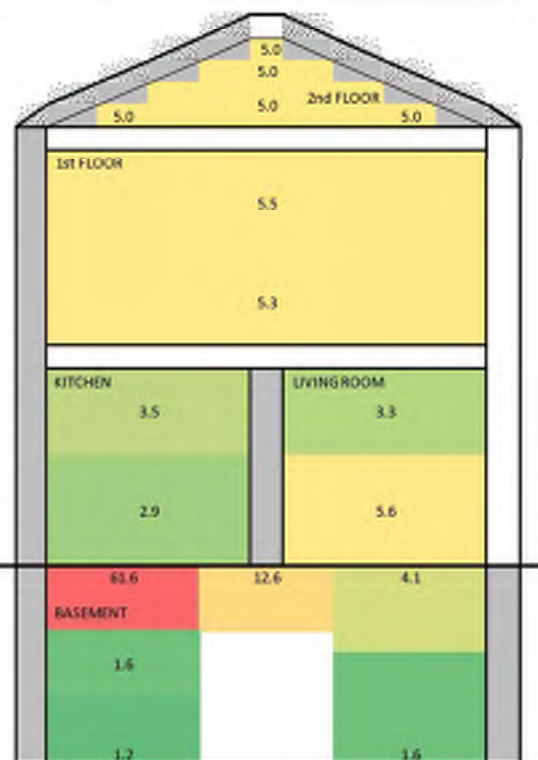 5.0
5.0
5.0 2nd FLOOR
5.0 5.0
1st FLOOR
5.5
5.3
KITCHEN LIVING ROOM
3.5 3.3
2.9 5.6
61.6 12.6 4.1
BASEMENT
1.6
1.2 1.6